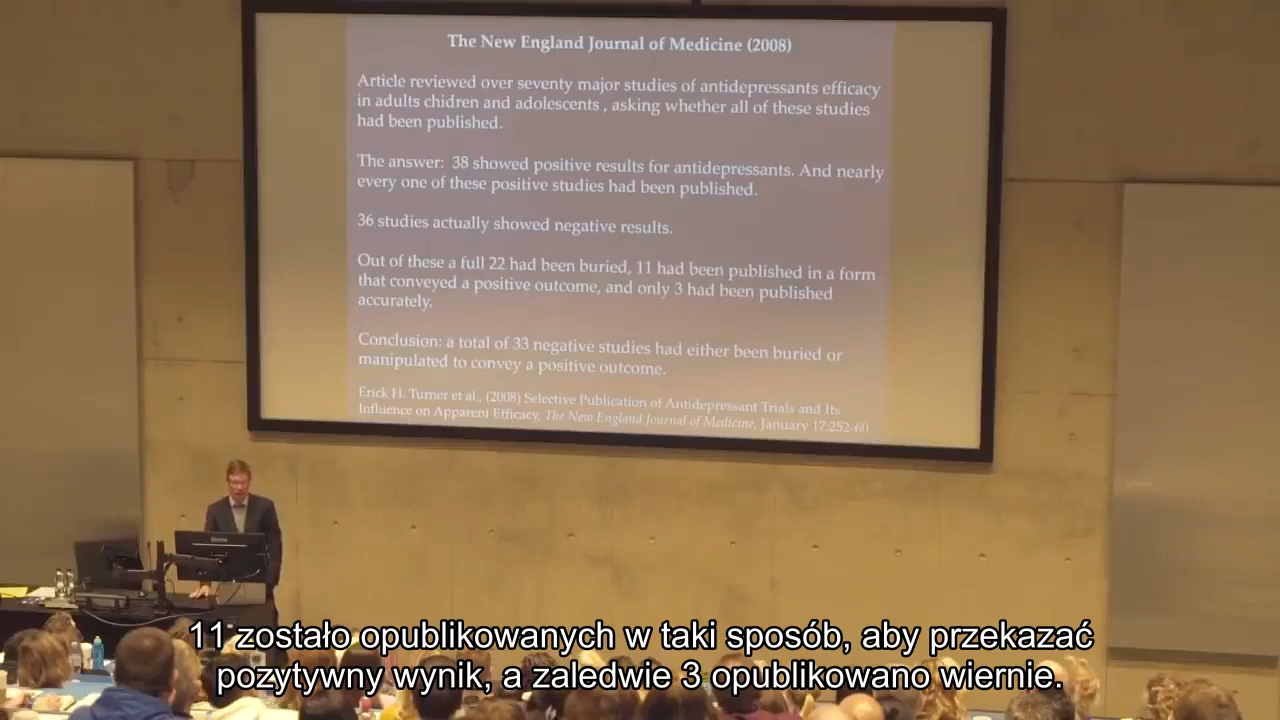 The New England Journal of Medicine (2008)
Article reviewed over seventy major studies of antidepressants efficacy
in adults chidren and adolescents , asking whether all of these studies
had been published.
The answer: 38 showed positive results for antidepressants. And nearly
every one of these positive studies had been published.
36 studies actually showed negative results.
Out of these a full 22 had been buried, 11 had been published in a form
that conveyed a positive outcome, and only 3 had been published
accurately.
Conclusion: a total of 33 negative studies had either been buried or
manipulated to convey a positive outcome.
Erick H. Turner et al., (2008) Selective Publication of Antidepressant Trials and Its
Influence on Apparent Efficacy, The New England Journal of Medicine, January 17:252-60
11 zostało opublikowanych w taki sposób, aby przekazać
pozytywny wynik, a zaledwie 3 opublikowano wiernie.